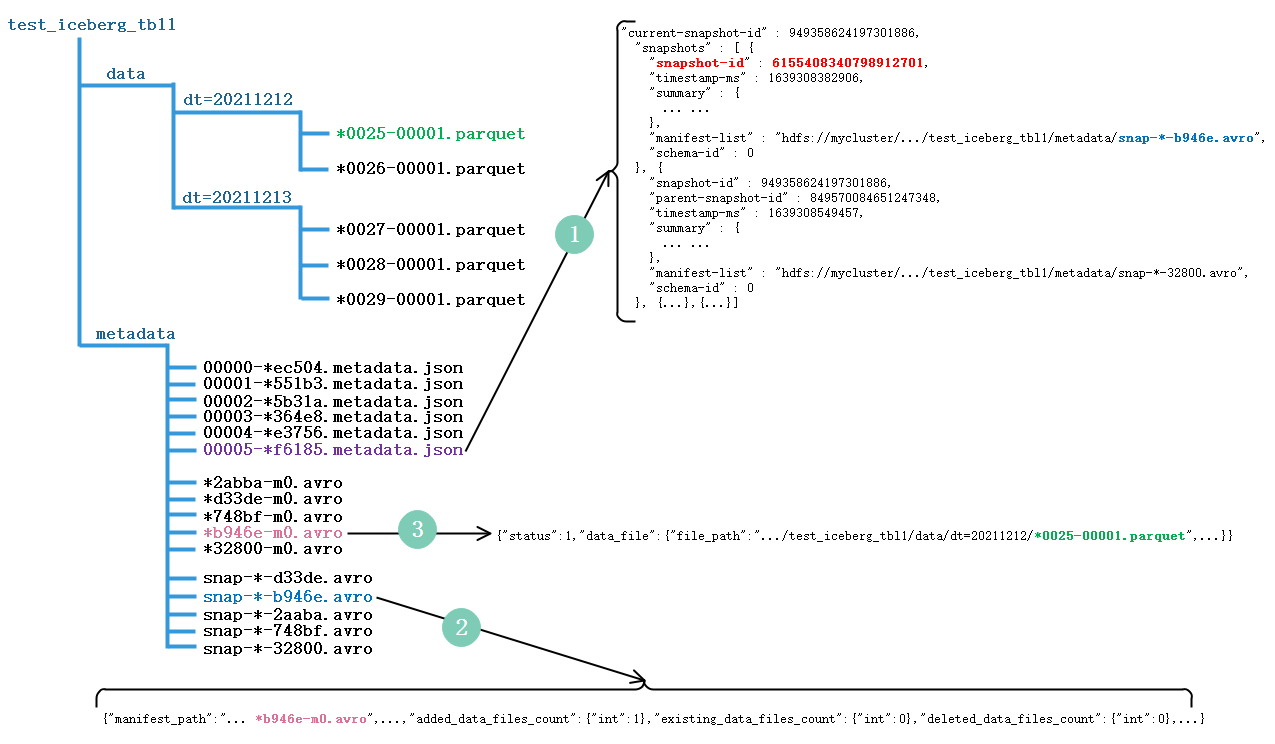 test_iceberg_tbl1
data
dt=20211212
*0025-00001.parquet
*0026-00001.parquet
dt=20211213
*0027-00001.parquet
*0028-00001.parquet
*0029-00001.parquet
metadata
00000-*ec504.metadata.json
00001-*551b3.metadata.json
00002-*5b31a.metadata.json
00003-*364e8.metadata.json
00004-*e3756.metadata.json
00005-*f6185.metadata.json
*2abba-m0.avro
*d33de-m0.avro
*748bf-m0.avro
*b946e-m0.avro
*32800-m0.avro
snap-*-d33de.avro
snap-*-b946e.avro
snap-*-2aaba.avro
snap-*-748bf.avro
snap-*-32800.avro
1
"current-snapshot-id" : 949358624197301886,
"snapshots" : [ {
"snapshot-id" : 6155408340798912701,
"timestamp-ms" : 1639308382906,
"summary" : {
... ...
},
"manifest-list" : "hdfs://mycluster/.../test_iceberg_tbl1/metadata/snap-*-b946e.avro",
"schema-id" : 0
}, {
"snapshot-id" : 949358624197301886,
"parent-snapshot-id" : 849570084651247348,
"timestamp-ms" : 1639308549457,
"summary" : {
... ...
},
"manifest-list" : "hdfs://mycluster/.../test_iceberg_tbl1/metadata/snap-*-32800.avro",
"schema-id" : 0
}, {...},{...}]
3
{"status":1,"data_file":{"file_path":".../test_iceberg_tbl1/data/dt=20211212/*0025-00001.parquet",...}}
2
{"manifest_path":"... *b946e-m0.avro",...,"added_data_files_count":{"int":1},"existing_data_files_count":{"int":0},"deleted_data_files_count":{"int":0},...}